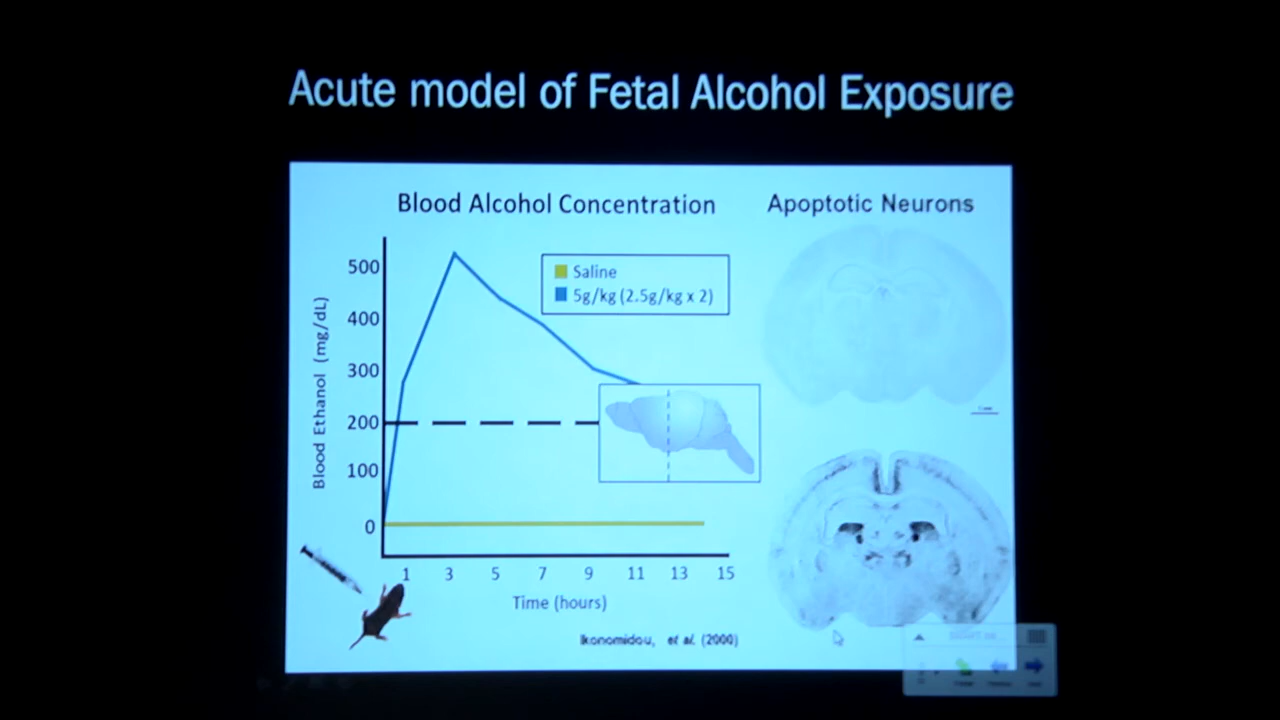 Acute model of Fetal Alcohol Exposure
Blood Alcohol Concentration
Apoptotic Neurons
Saline
5g/kg (2.5g/kg x 2)
Blood Ethanol (mg/dL)
500
400
300
200
100
0
1 3 5 7 9 11 13 15
Time (hours)
Ikonomidou, et al. (2000)